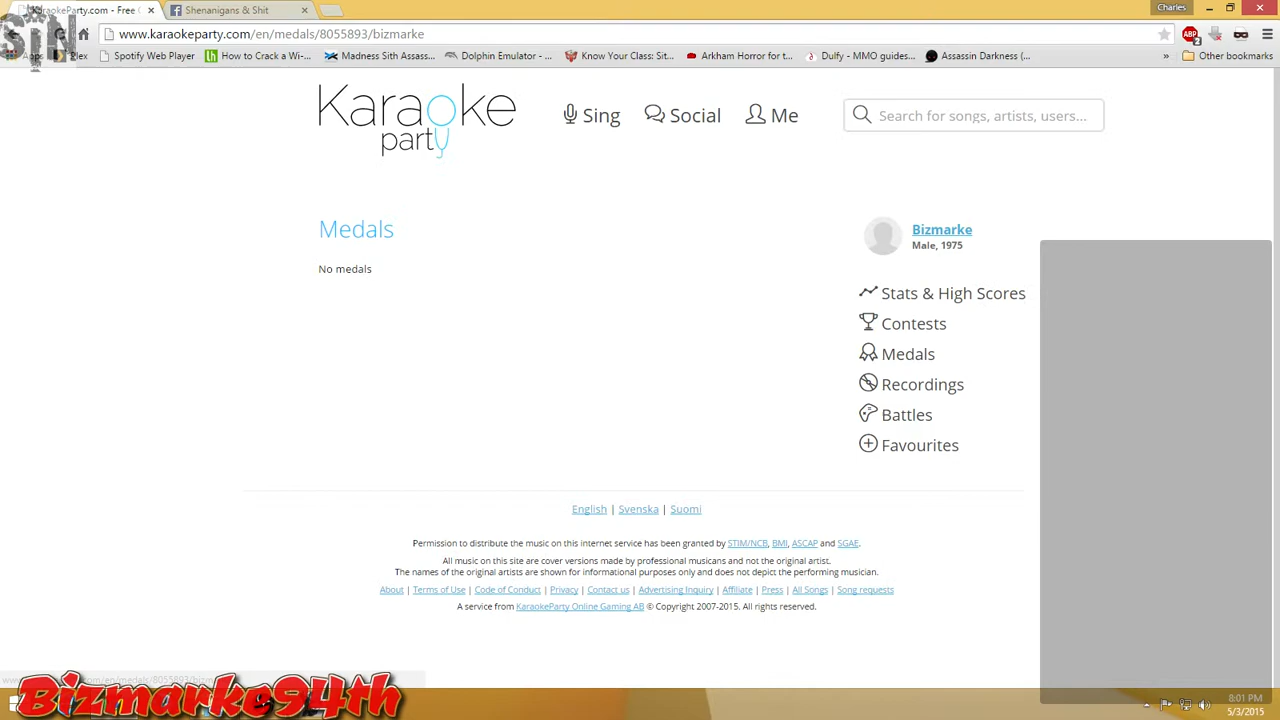 KaraokeParty.com - Free O
Shenanigans & Shit
Charles
www.karaokeparty.com/en/medals/8055893/bizmarke
STN
Apps
Plex
Spotify Web Player
How to Crack a Wi-...
Madness Sith Assass...
Dolphin Emulator - ...
Know Your Class: Sit...
Arkham Horror for t...
Dulfy - MMO guides...
Assassin Darkness (...
»
Other bookmarks
Karaoke party
Sing
Social
Me
Search for songs, artists, users...
Medals
No medals
Bizmarke
Male, 1975
Stats & High Scores
Contests
Medals
Recordings
Battles
Favourites
English | Svenska | Suomi
Permission to distribute the music on this internet service has been granted by STIM/NCB, BMI, ASCAP and SGAE.
All music on this site are cover versions made by professional musicans and not the original artist.
The names of the original artists are shown for informational purposes only and does not depict the performing musician.
About | Terms of Use | Code of Conduct | Privacy | Contact us | Advertising Inquiry | Affiliate | Press | All Songs | Song requests
A service from KaraokeParty Online Gaming AB © Copyright 2007-2015. All rights reserved.
Bizmarke94th
8:01 PM
5/3/2015